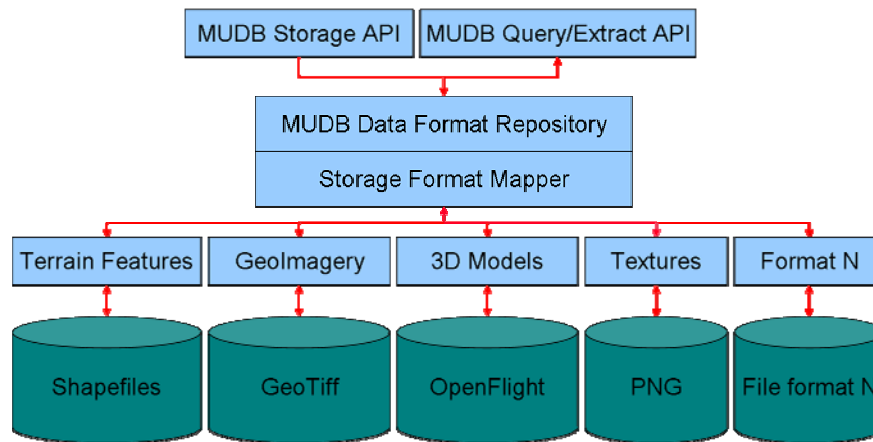 MUDB Storage API
MUDB Query/Extract API
MUDB Data Format Repository
Storage Format Mapper
Terrain Features
GeoImagery
3D Models
Textures
Format N
Shapefiles
GeoTiff
OpenFlight
PNG
File format N